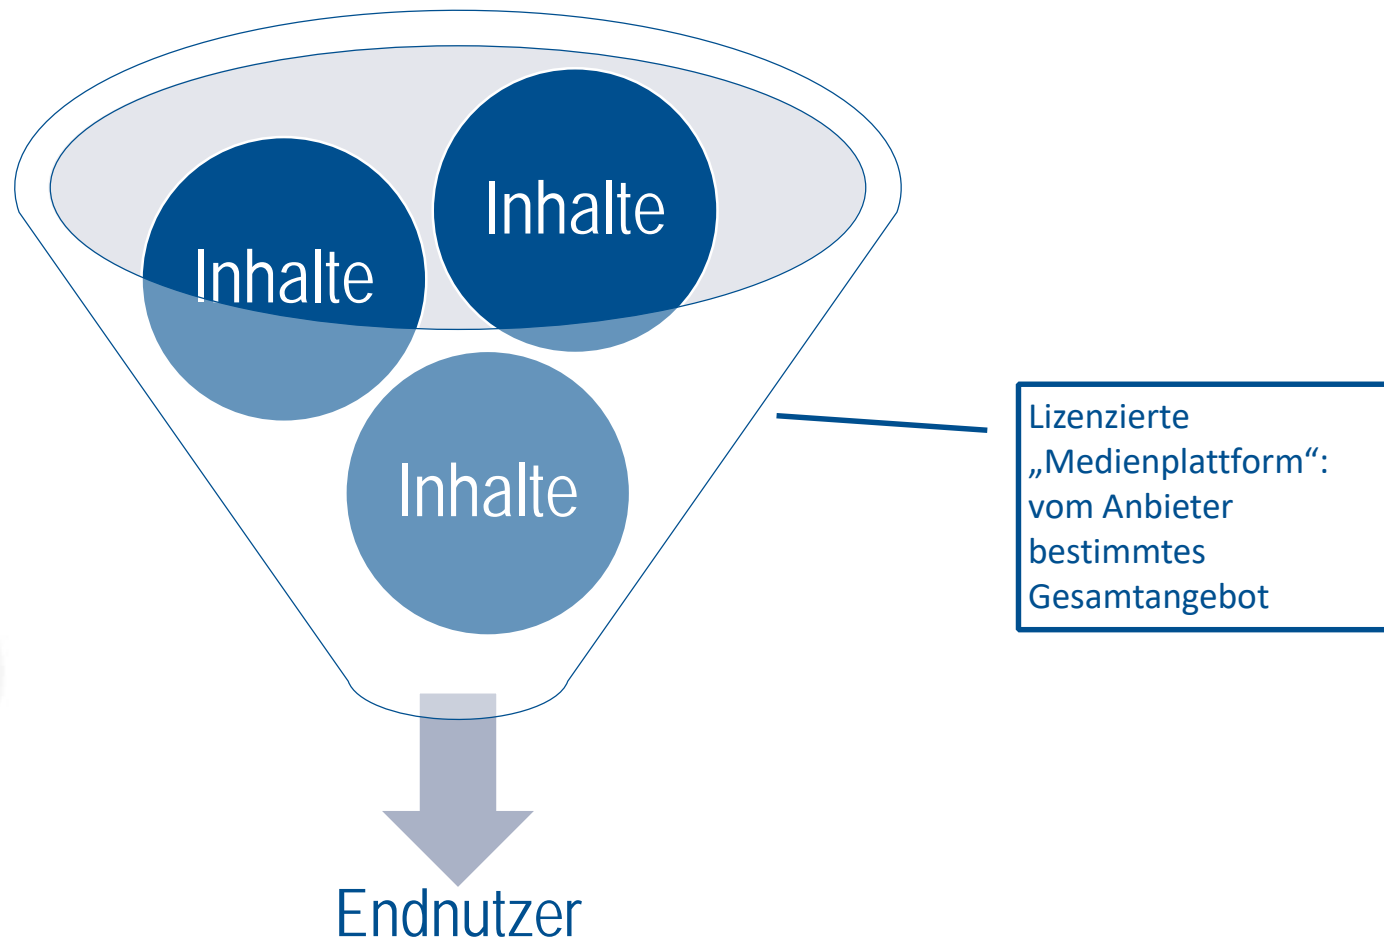 Inhalte
Inhalte
Inhalte
Lizenzierte
„Medienplattform“:
vom Anbieter
bestimmtes
Gesamtangebot
Endnutzer